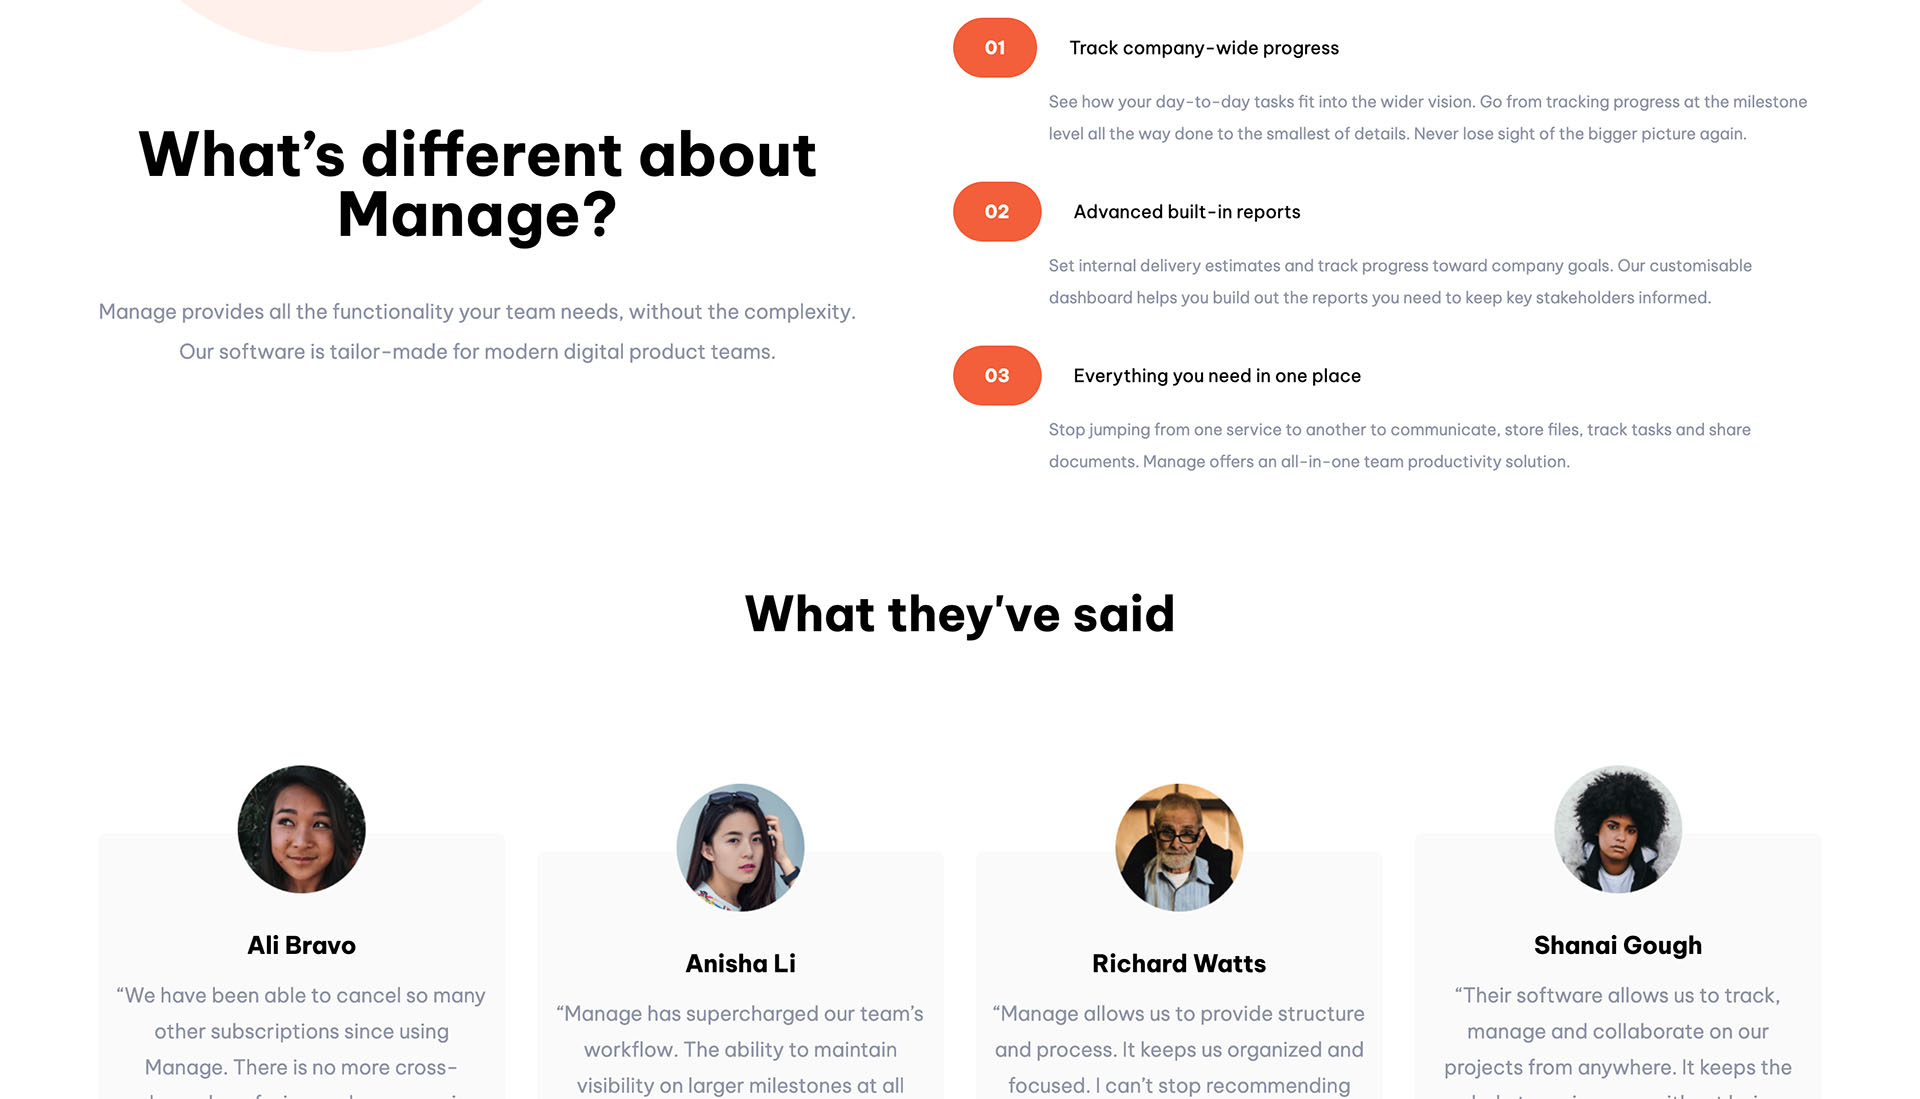 What’s different about
Manage?
Manage provides all the functionality your team needs, without the complexity.
Our software is tailor-made for modern digital product teams.
01
Track company-wide progress
See how your day-to-day tasks fit into the wider vision. Go from tracking progress at the milestone
level all the way done to the smallest of details. Never lose sight of the bigger picture again.
02
Advanced built-in reports
Set internal delivery estimates and track progress toward company goals. Our customisable
dashboard helps you build out the reports you need to keep key stakeholders informed.
03
Everything you need in one place
Stop jumping from one service to another to communicate, store files, track tasks and share
documents. Manage offers an all-in-one team productivity solution.
What they've said
Ali Bravo
“We have been able to cancel so many
other subscriptions since using
Manage. There is no more cross-
Anisha Li
“Manage has supercharged our team’s
workflow. The ability to maintain
visibility on larger milestones at all
Richard Watts
“Manage allows us to provide structure
and process. It keeps us organized and
focused. I can’t stop recommending
Shanai Gough
“Their software allows us to track,
manage and collaborate on our
projects from anywhere. It keeps the